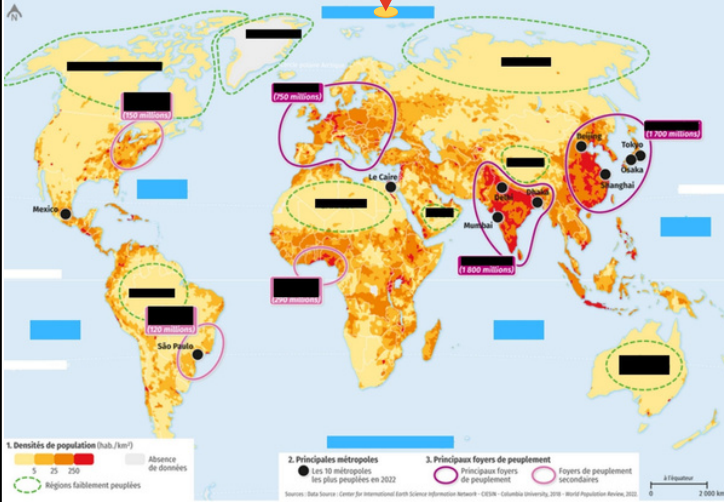 N
(750 millions)
(150 millions)
(1 700 millions)
Beijing
Tokyo
Osaka
Shanghai
Le Caire
Delhi
Dhaka
Mexico
Mumbai
(1 800 millions)
290 millions)
(120 millions)
São Paulo
1. Densités de population (hab./km²)
5 25 250
Absence
de données
Régions faiblement peuplées
2. Principales métropoles
Les 10 métropoles
les plus peuplées en 2022
3. Principaux foyers de peuplement
Principaux foyers
de peuplement
Foyers de peuplement
secondaires
Sources : Data Source : Center for International Earth Science Information Network - CIESIN - Columbia University, 2018 - World Population Review, 2022.
à l'équateur
0 2 000 km